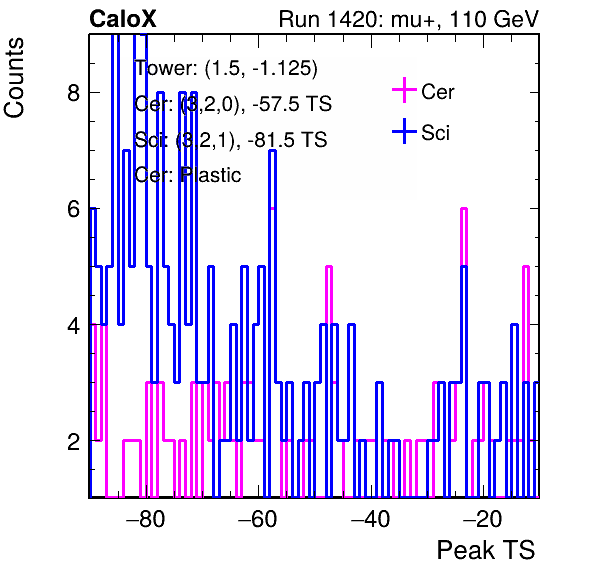 CaloX Run 1420: mu+, 110 GeV
Counts
Tower: (1.5, -1.125)
Cer: (3,2,0), -57.5 TS
Sci: (3,2,1), -81.5 TS
Cer: Plastic
Cer
Sci
8
6
4
2
−80 −60 −40 −20
Peak TS